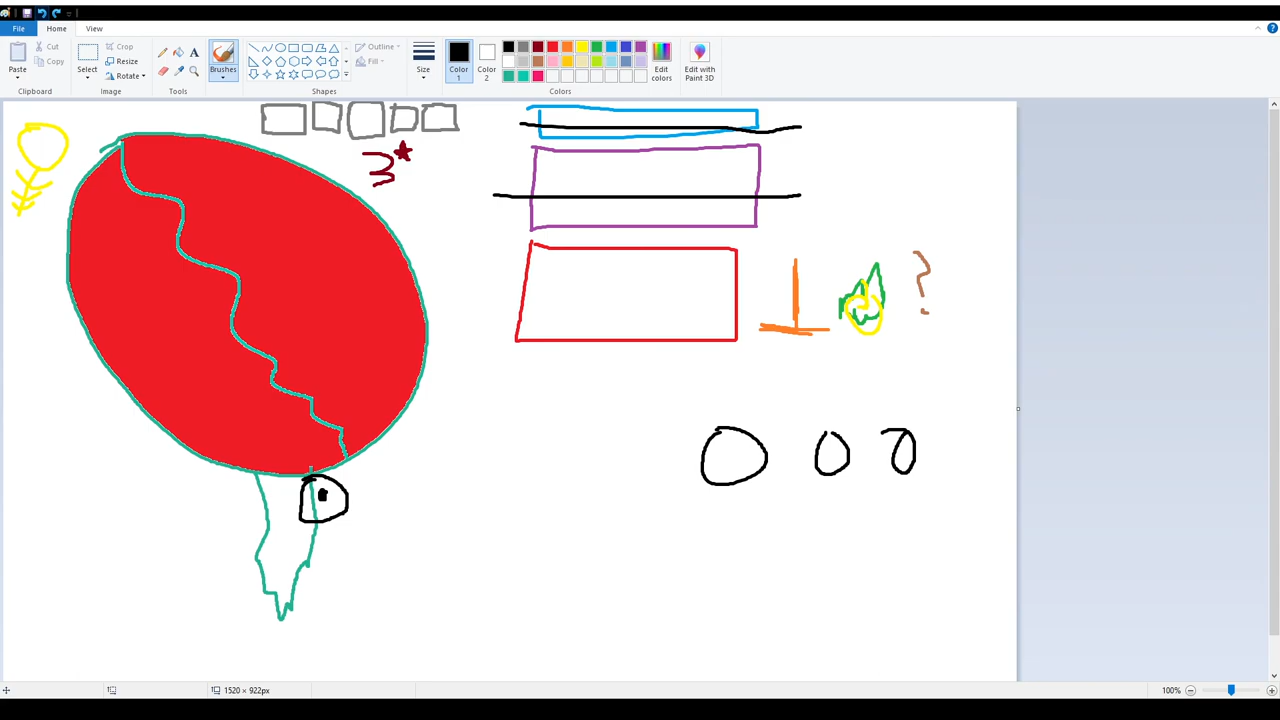 File Home View
Paste Cut Copy Clipboard
Select Crop Resize Rotate Image
Tools
Brushes
Shapes Outline Fill
Size
Color 1
Color 2
Edit colors
Colors
Edit with Paint 3D
3*
?
1520 × 922px
100%